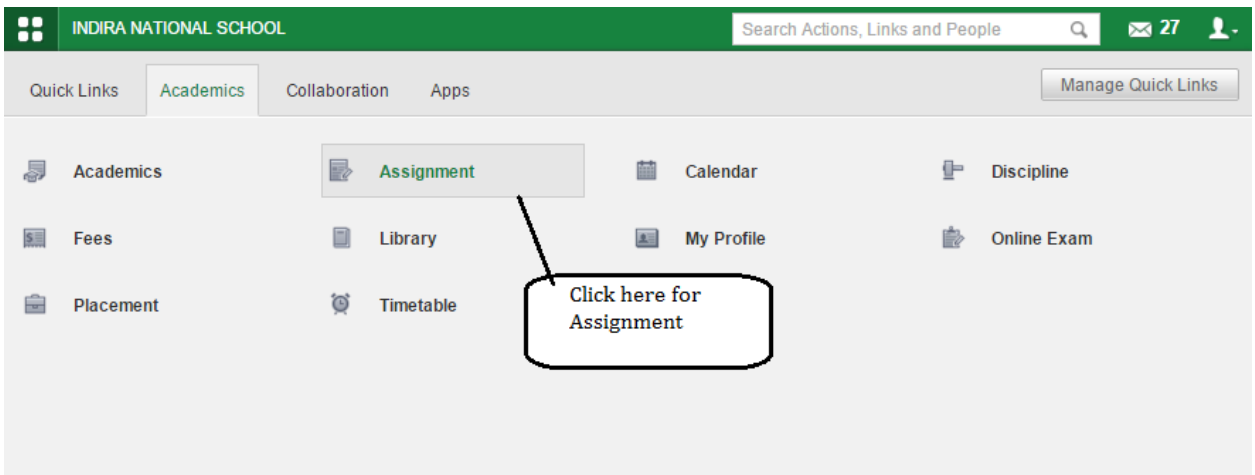 INDIRA NATIONAL SCHOOL Search Actions, Links and People 27
Quick Links Academics Collaboration Apps Manage Quick Links
Academics Assignment Calendar Discipline
Fees Library My Profile Online Exam
Placement Timetable
Click here for
Assignment